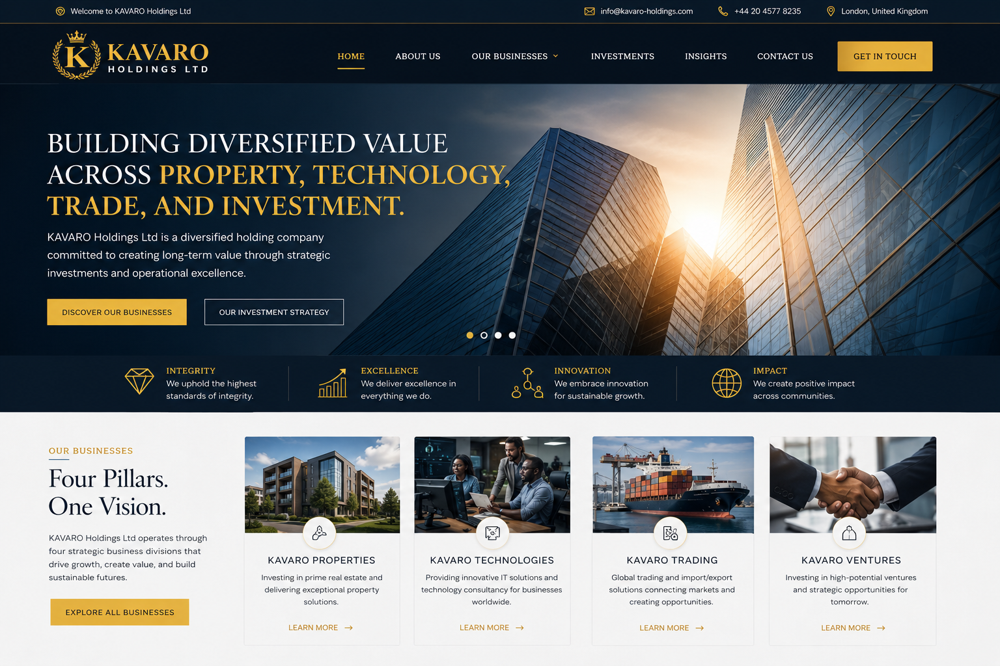 Welcome to KAVARO Holdings Ltd
info@kavaro-holdings.com
+44 20 4577 8235
London, United Kingdom
K
KAVARO
HOLDINGS LTD
HOME
ABOUT US
OUR BUSINESSES
INVESTMENTS
INSIGHTS
CONTACT US
GET IN TOUCH
BUILDING DIVERSIFIED VALUE
ACROSS PROPERTY, TECHNOLOGY,
TRADE, AND INVESTMENT.
KAVARO Holdings Ltd is a diversified holding company
committed to creating long-term value through strategic
investments and operational excellence.
DISCOVER OUR BUSINESSES
OUR INVESTMENT STRATEGY
INTEGRITY
We uphold the highest
standards of integrity.
EXCELLENCE
We deliver excellence in
everything we do.
INNOVATION
We embrace innovation
for sustainable growth.
IMPACT
We create positive impact
across communities.
OUR BUSINESSES
Four Pillars.
One Vision.
KAVARO Holdings Ltd operates through
four strategic business divisions that
drive growth, create value, and build
sustainable futures.
EXPLORE ALL BUSINESSES
KAVARO PROPERTIES
Investing in prime real estate and
delivering exceptional property
solutions.
LEARN MORE →
KAVARO TECHNOLOGIES
Providing innovative IT solutions and
technology consultancy for businesses
worldwide.
LEARN MORE →
KAVARO TRADING
Global trading and import/export
solutions connecting markets and
creating opportunities.
LEARN MORE →
KAVARO VENTURES
Investing in high-potential ventures
and strategic opportunities for
tomorrow.
LEARN MORE →